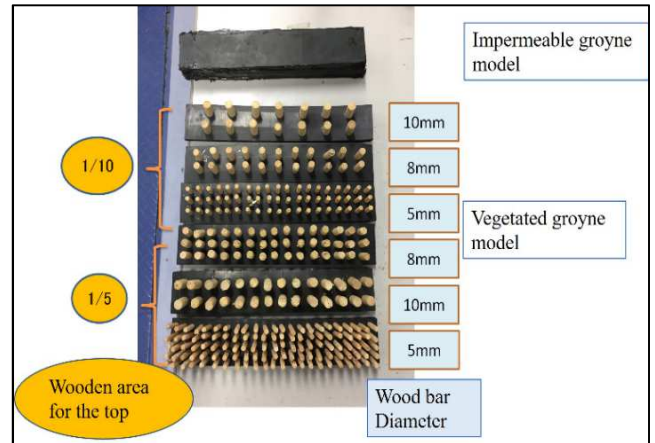 Impermeable groyne
model
10mm
1/10
8mm
5mm
Vegetated groyne
model
8mm
1/5
10mm
5mm
Wooden area
for the top
Wood bar
Diameter